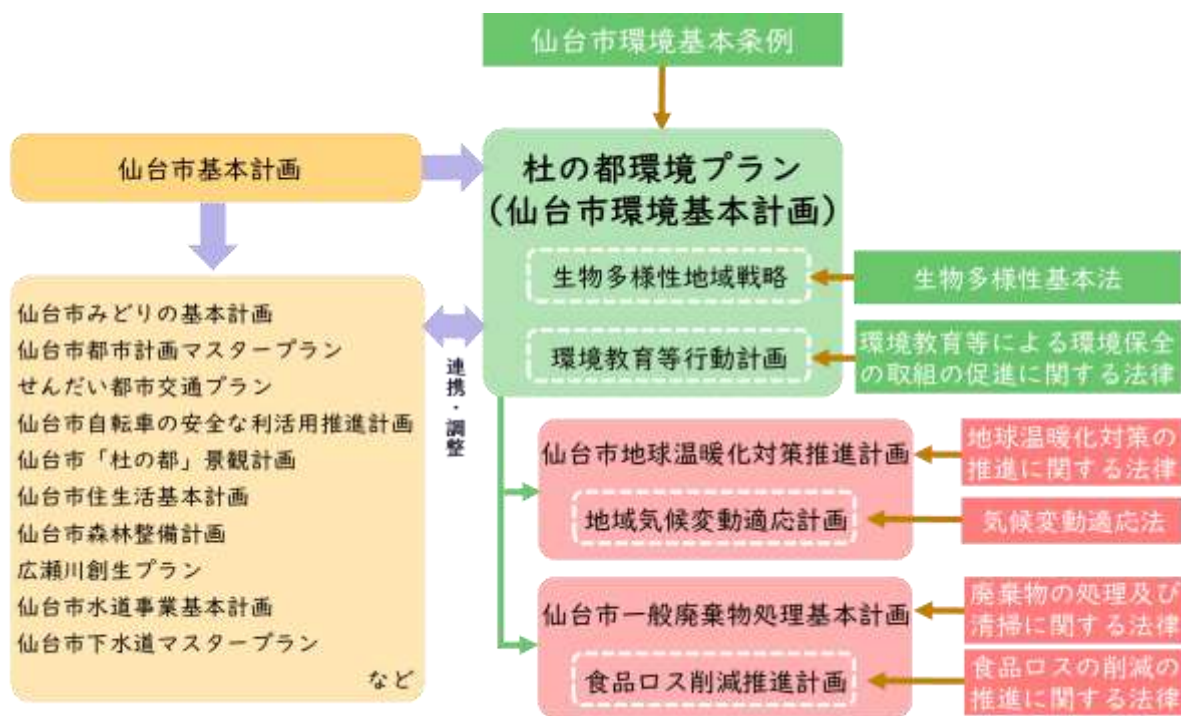 仙台市環境基本条例
仙台市基本計画
杜の都環境プラン
(仙台市環境基本計画)
生物多様性地域戦略
生物多様性基本法
環境教育等行動計画
環境教育等による環境保全
の取組の促進に関する法律
仙台市みどりの基本計画
仙台市都市計画マスタープラン
せんだい都市交通プラン
仙台市自転車の安全な利活用推進計画
仙台市「杜の都」景観計画
仙台市住生活基本計画
仙台市森林整備計画
広瀬川創生プラン
仙台市水道事業基本計画
仙台市下水道マスタープラン
など
連携・調整
仙台市地球温暖化対策推進計画
地球温暖化対策の
推進に関する法律
地域気候変動適応計画
気候変動適応法
仙台市一般廃棄物処理基本計画
廃棄物の処理及び
清掃に関する法律
食品ロス削減推進計画
食品ロスの削減の
推進に関する法律